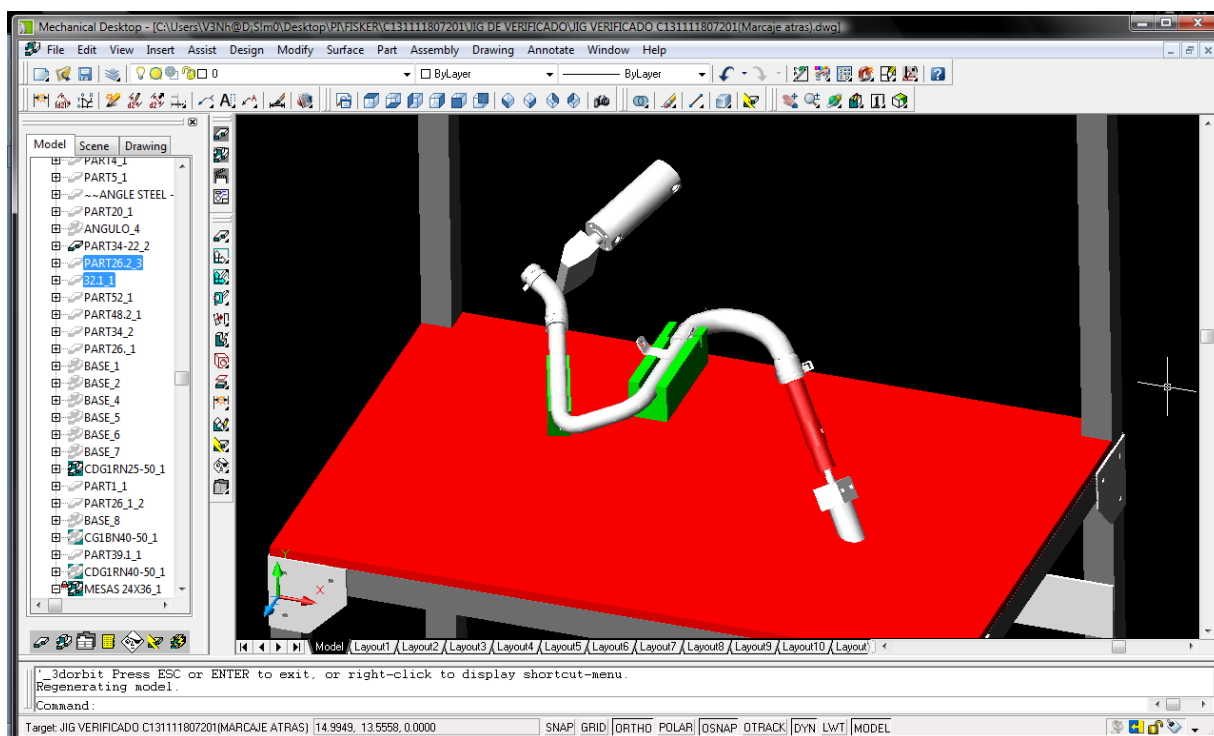 Mechanical Desktop - [C:\Users\V3Nh@D;S!m0\Desktop\PI\FISKER\C131111807201\JIG DE VERIFICADO\JIG VERIFICADO C131111807201(Marcaje atras).dwg]
File Edit View Insert Assist Design Modify Surface Part Assembly Drawing Annotate Window Help
0 ByLayer ByLayer
Model Scene Drawing
PART4_1
PART5_1
~~ANGLE STEEL -
PART20_1
ANGULO_4
PART34-22_2
PART26.2_3
32.1_1
PART52_1
PART48.2_1
PART34_2
PART26._1
BASE_1
BASE_2
BASE_4
BASE_5
BASE_6
BASE_7
CDG1RN25-50_1
PART1_1
PART26_1_2
BASE_8
CG1BN40-50_1
PART39.1_1
CDG1RN40-50_1
MESAS 24X36_1
Y
X
Model Layout1 Layout2 Layout3 Layout4 Layout5 Layout6 Layout7 Layout8 Layout9 Layout10 Layout
'_3dorbit Press ESC or ENTER to exit, or right-click to display shortcut-menu.
Regenerating model.
Command:
Target: JIG VERIFICADO C131111807201(MARCAJE ATRAS) 14.9949, 13.5558, 0.0000 SNAP GRID ORTHO POLAR OSNAP OTRACK DYN LWT MODEL